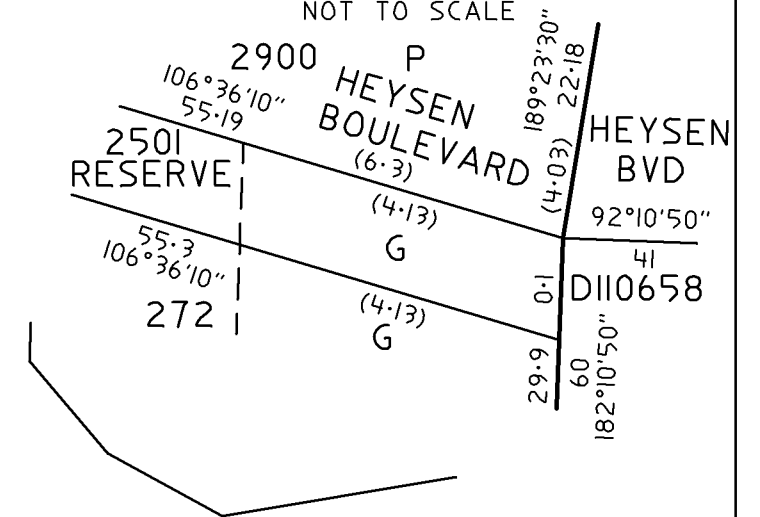 NOT TO SCALE
2900
P
106°36'10"
55·19
HEYSEN
BOULEVARD
189°23'30"
22·18
(4·03)
HEYSEN
BVD
2501
RESERVE
(6·3)
(4·13)
G
92°10'50"
41
D110658
55·3
106°36'10"
272
(4·13)
G
0·1
29·9
60
182°10'50"